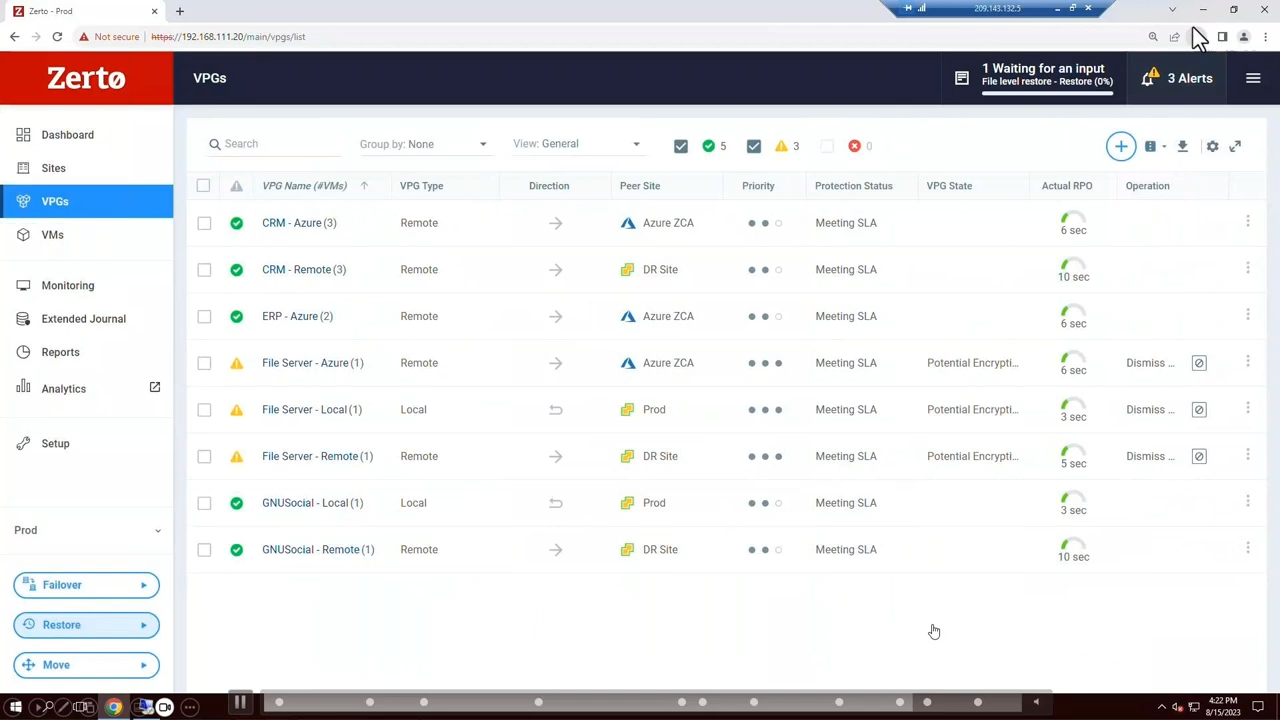 Zerto - Prod
209.143.132.5
Not secure
https://192.168.111.20/main/vpgs/list
Zerto
VPGs
1 Waiting for an input
File level restore - Restore (0%)
3 Alerts
Dashboard
Sites
VPGs
VMs
Monitoring
Extended Journal
Reports
Analytics
Setup
Prod
Failover
Restore
Move
Search
Group by: None
View: General
5
3
0
VPG Name (#VMs)
VPG Type
Direction
Peer Site
Priority
Protection Status
VPG State
Actual RPO
Operation
CRM - Azure (3)
Remote
Azure ZCA
Meeting SLA
6 sec
CRM - Remote (3)
Remote
DR Site
Meeting SLA
10 sec
ERP - Azure (2)
Remote
Azure ZCA
Meeting SLA
6 sec
File Server - Azure (1)
Remote
Azure ZCA
Meeting SLA
Potential Encrypti...
6 sec
Dismiss ...
File Server - Local (1)
Local
Prod
Meeting SLA
Potential Encrypti...
3 sec
Dismiss ...
File Server - Remote (1)
Remote
DR Site
Meeting SLA
Potential Encrypti...
5 sec
Dismiss ...
GNUSocial - Local (1)
Local
Prod
Meeting SLA
3 sec
GNUSocial - Remote (1)
Remote
DR Site
Meeting SLA
10 sec
4:22 PM
8/15/2023